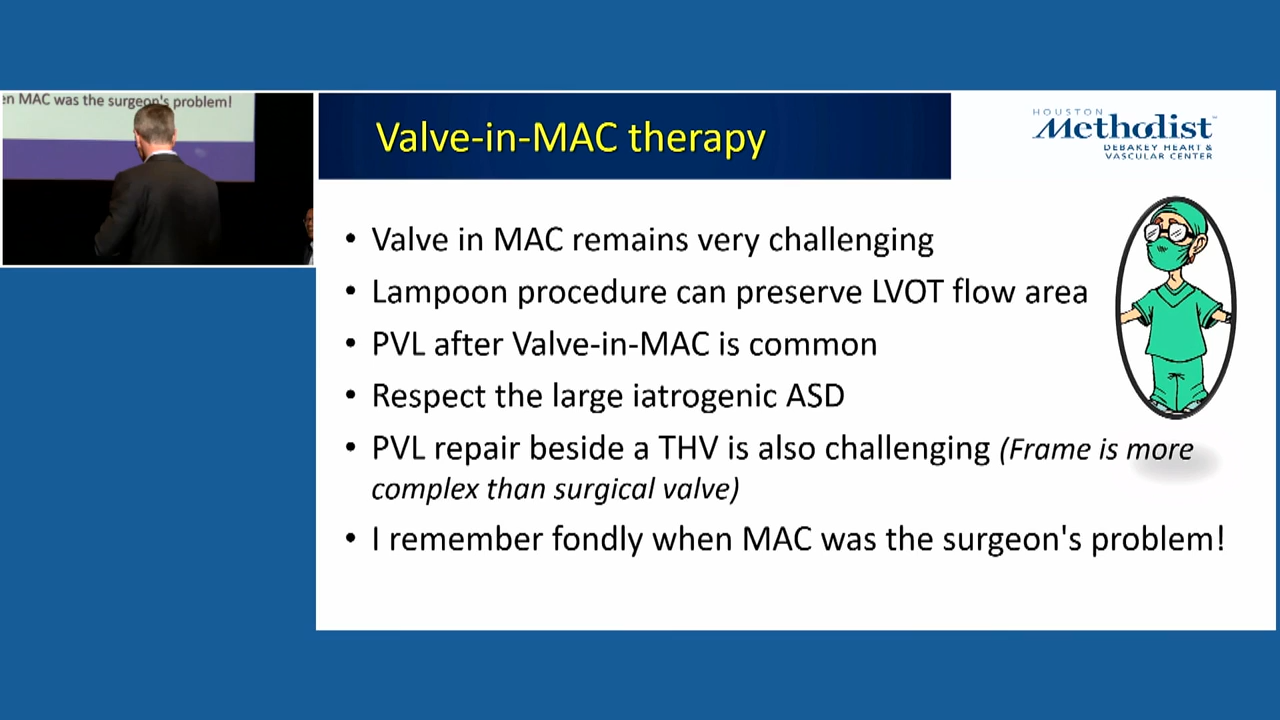 en MAC was the surgeon's problem!
Valve-in-MAC therapy
HOUSTON
Methodist
DEBAKEY HEART &
VASCULAR CENTER
• Valve in MAC remains very challenging
• Lampoon procedure can preserve LVOT flow area
• PVL after Valve-in-MAC is common
• Respect the large iatrogenic ASD
• PVL repair beside a THV is also challenging (Frame is more
complex than surgical valve)
• I remember fondly when MAC was the surgeon's problem!